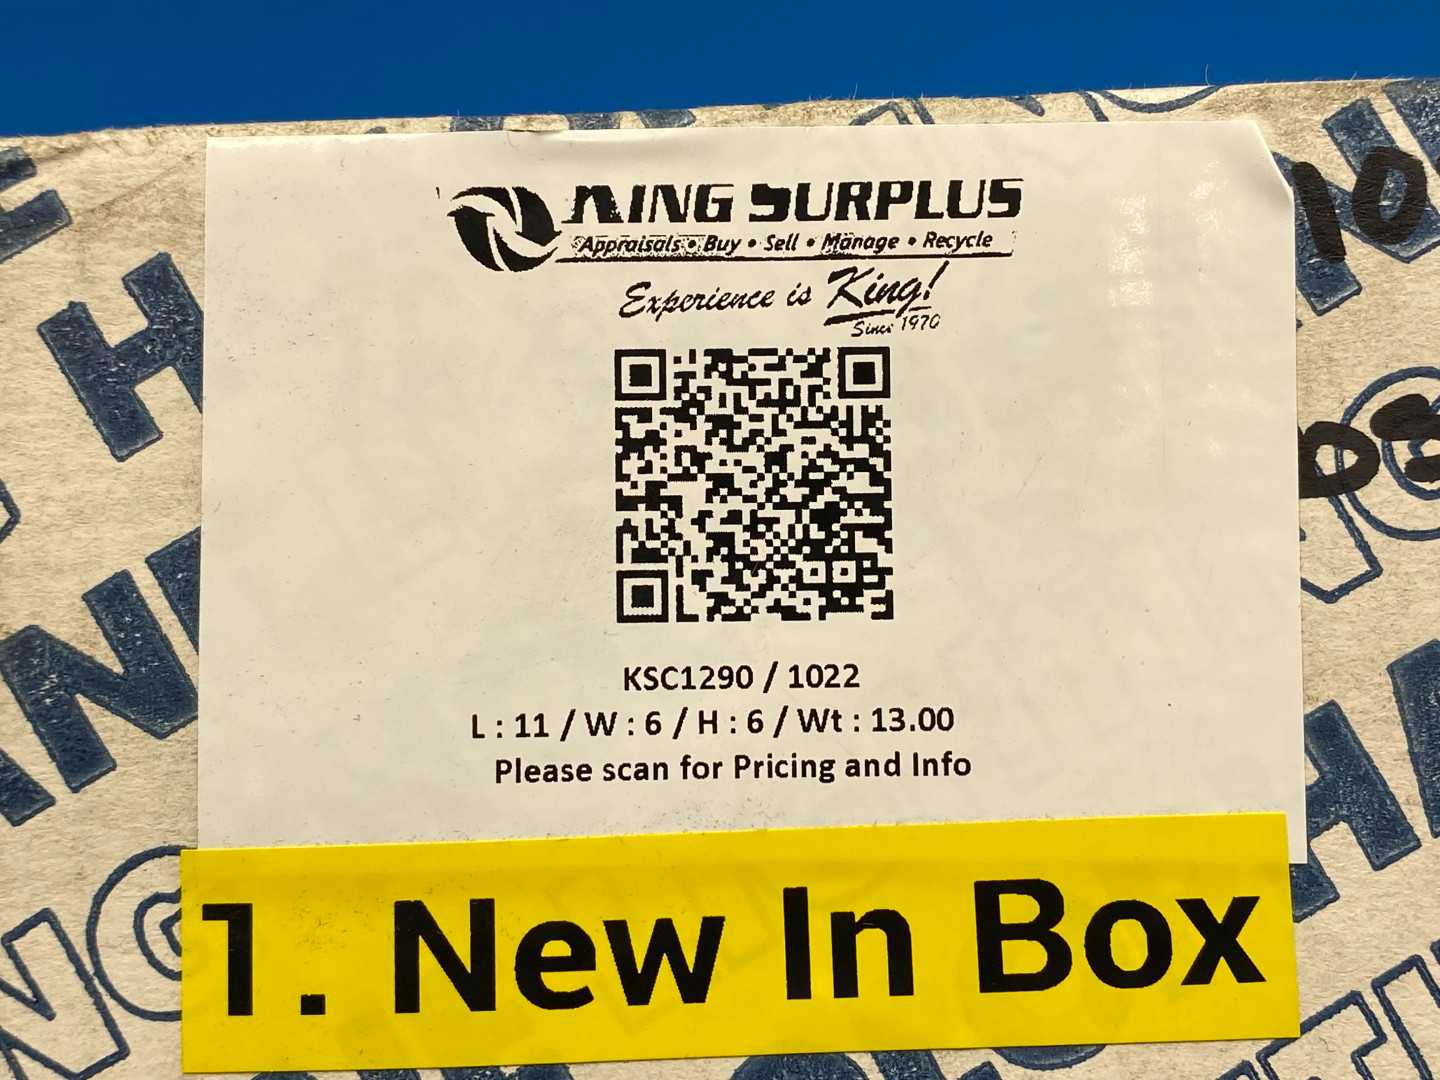 KING SURPLUS
Appraisals • Buy • Sell • Manage • Recycle
Experience is King!
Since 1970
KSC1290 / 1022
L : 11 / W : 6 / H : 6 / Wt : 13.00
Please scan for Pricing and Info
1. New In Box